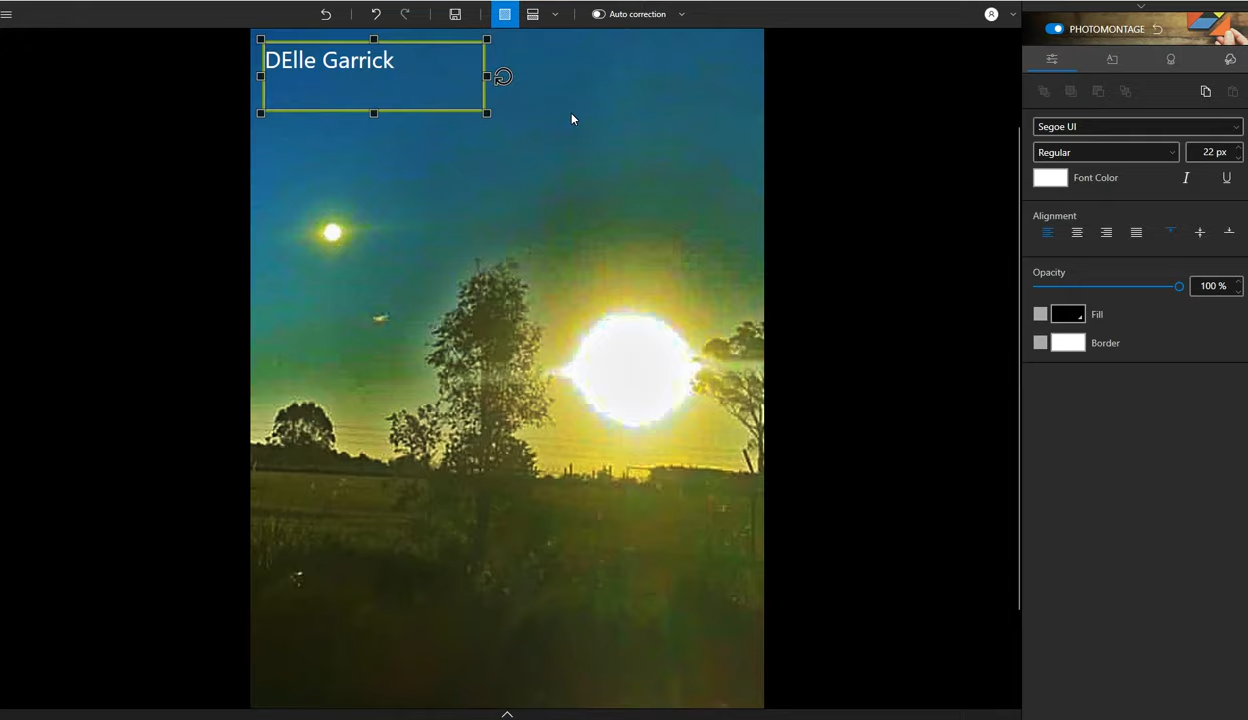 Auto correction
PHOTOMONTAGE
DElle Garrick
Segoe UI
Regular
22 px
Font Color
I
U
Alignment
Opacity
100 %
Fill
Border